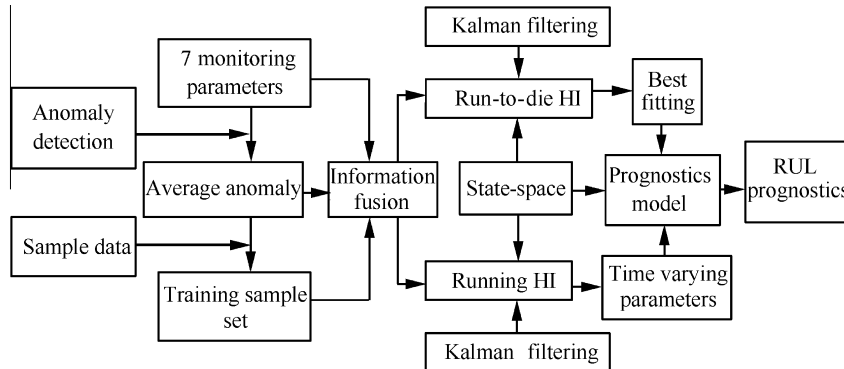 Kalman filtering
7 monitoring
parameters
Anomaly
detection
Run-to-die HI
Best
fitting
Average anomaly
Information
fusion
State-space
Prognostics
model
RUL
prognostics
Sample data
Training sample
set
Running HI
Time varying
parameters
Kalman filtering